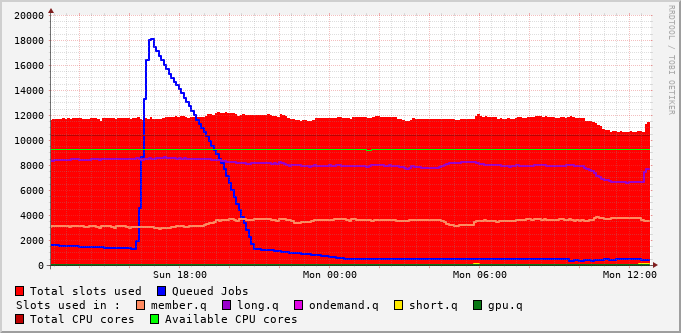 20000
18000
16000
14000
12000
10000
8000
6000
4000
2000
0
Sun 18:00 Mon 00:00 Mon 06:00 Mon 12:00
Total slots used Queued Jobs
Slots used in : member.q long.q ondemand.q short.q gpu.q
Total CPU cores Available CPU cores
RRDTOOL / TOBI OETIKER